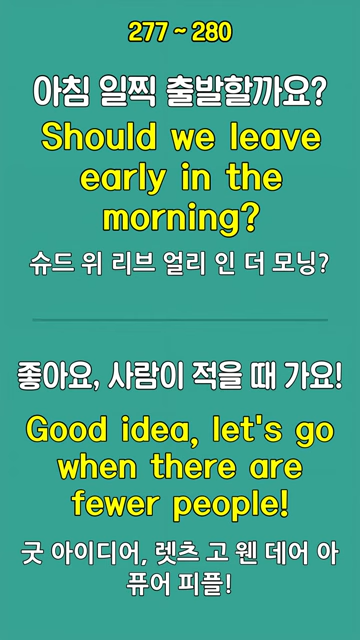 277 ~ 280
아침 일찍 출발할까요?
Should we leave
early in the
morning?
슈드 위 리브 얼리 인 더 모닝?
좋아요, 사람이 적을 때 가요!
Good idea, let's go
when there are
fewer people!
굿 아이디어, 렛츠 고 웬 데어 아
퓨어 피플!